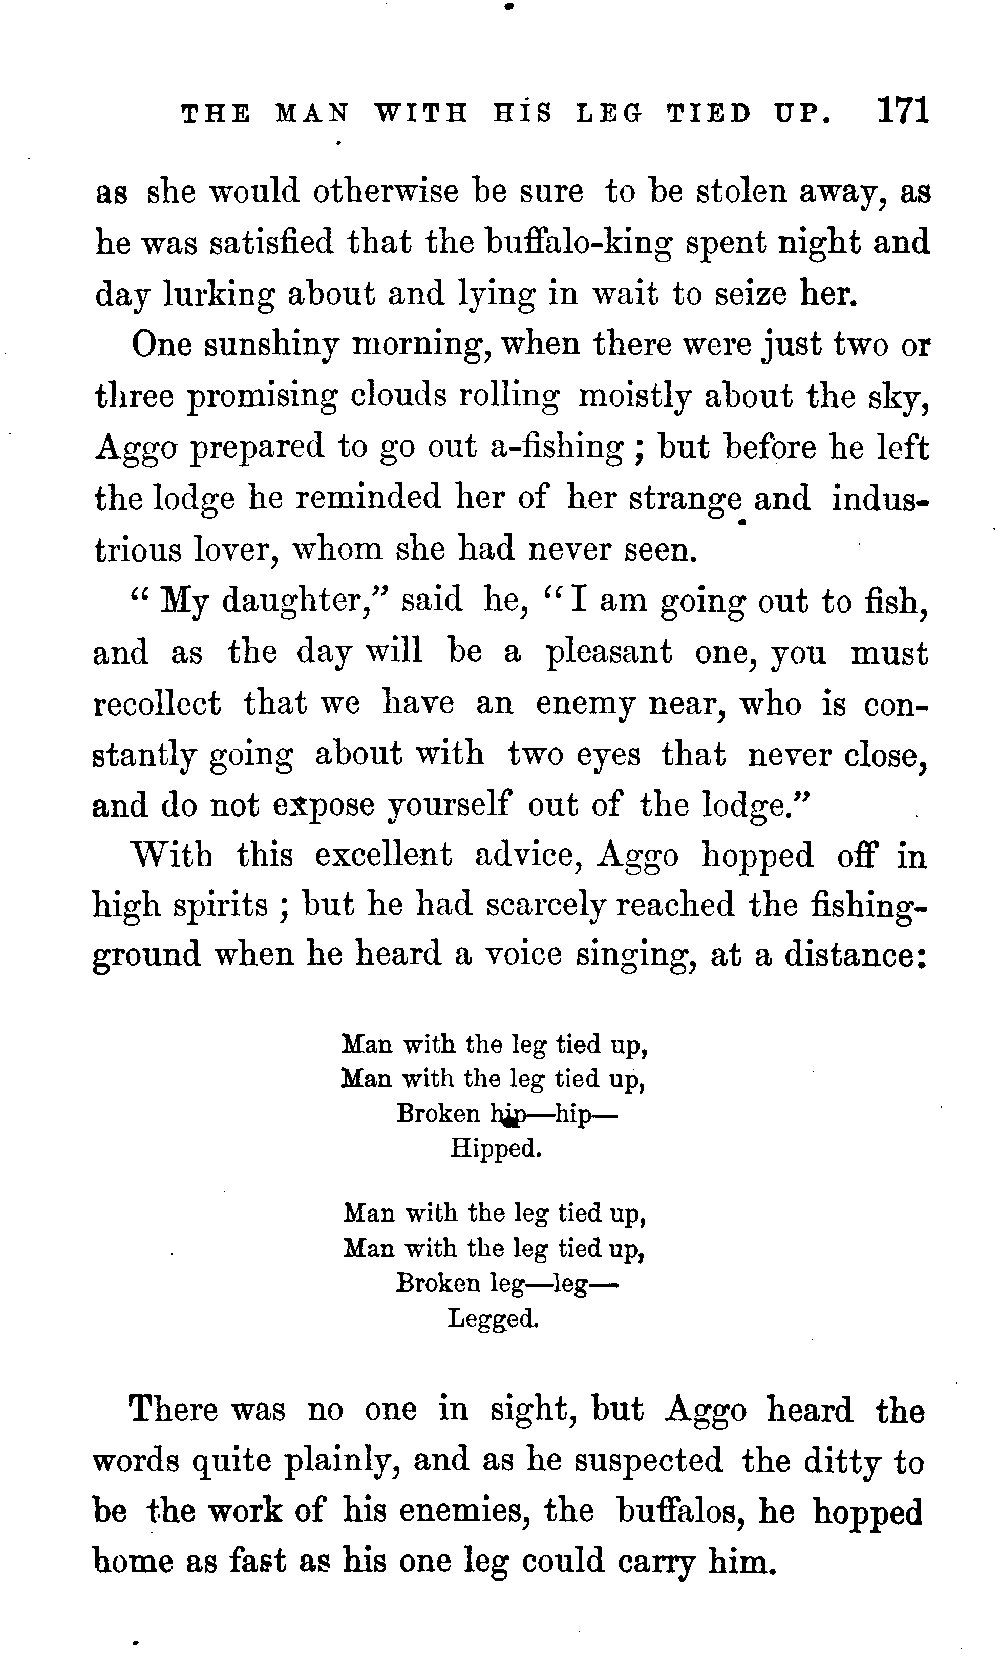 THE MAN WITH HIS LEG TIED UP. 171
as she would otherwise be sure to be stolen away, as
he was satisfied that the buffalo-king spent night and
day lurking about and lying in wait to seize her.
One sunshiny morning, when there were just two or
three promising clouds rolling moistly about the sky,
Aggo prepared to go out a-fishing ; but before he left
the lodge he reminded her of her strange and indus-
trious lover, whom she had never seen.
“ My daughter,” said he, “ I am going out to fish,
and as the day will be a pleasant one, you must
recollect that we have an enemy near, who is con-
stantly going about with two eyes that never close,
and do not expose yourself out of the lodge.”
With this excellent advice, Aggo hopped off in
high spirits ; but he had scarcely reached the fishing-
ground when he heard a voice singing, at a distance:
Man with the leg tied up,
Man with the leg tied up,
Broken hip—hip—
Hipped.
Man with the leg tied up,
Man with the leg tied up,
Broken leg—leg—
Legged.
There was no one in sight, but Aggo heard the
words quite plainly, and as he suspected the ditty to
be the work of his enemies, the buffalos, he hopped
home as fast as his one leg could carry him.